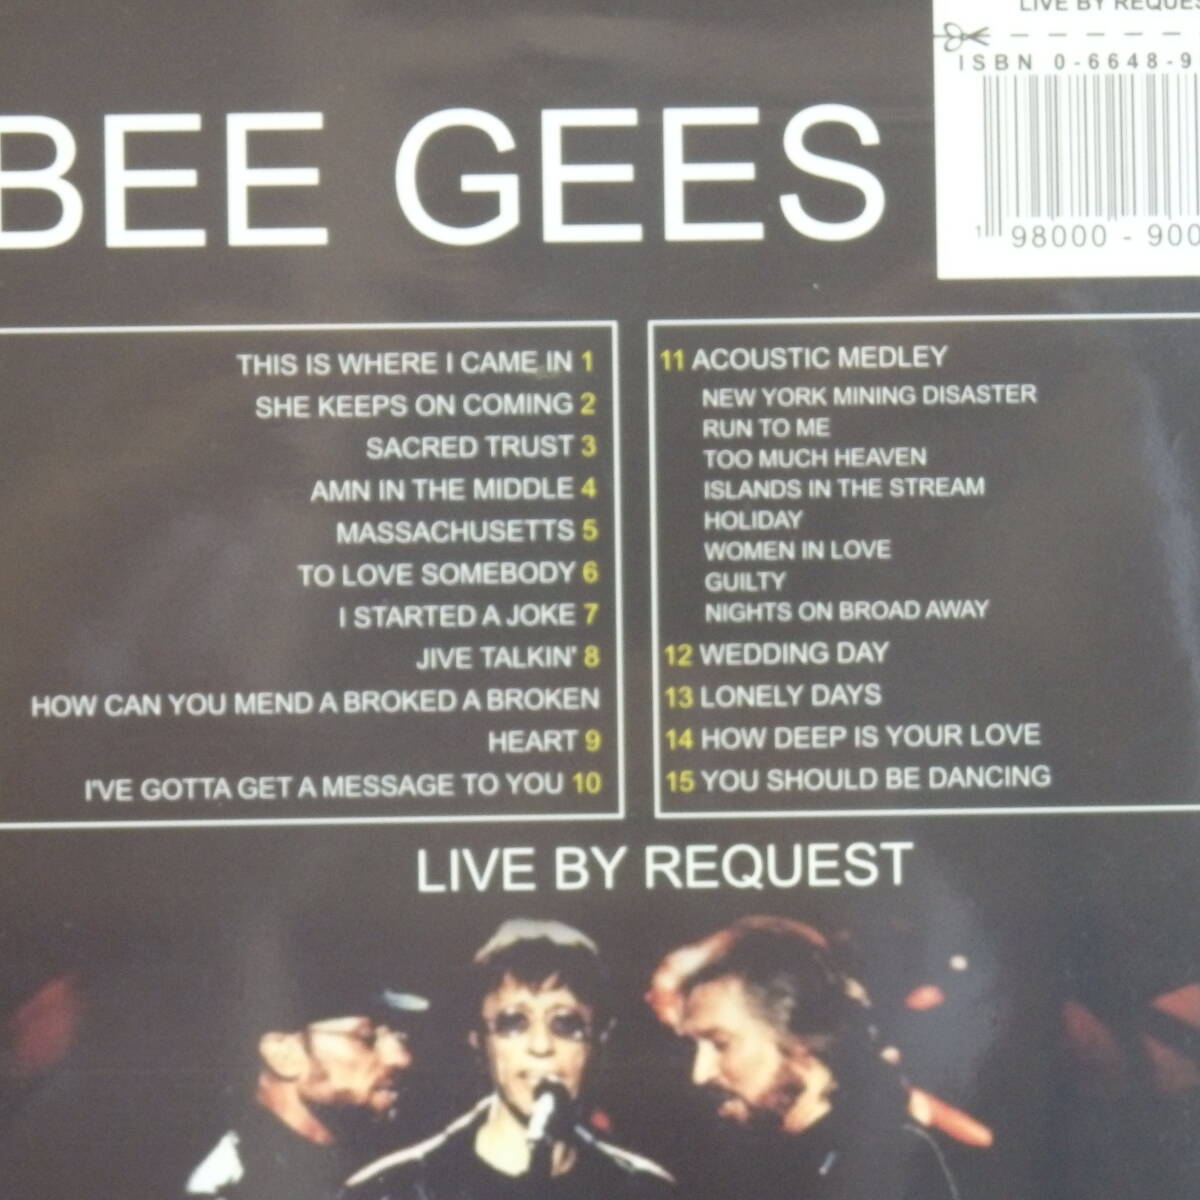 LIVE BY REQUES
ISBN 0-6648-9
1 98000 - 900
BEE GEES
THIS IS WHERE I CAME IN 1
SHE KEEPS ON COMING 2
SACRED TRUST 3
AMN IN THE MIDDLE 4
MASSACHUSETTS 5
TO LOVE SOMEBODY 6
I STARTED A JOKE 7
JIVE TALKIN' 8
HOW CAN YOU MEND A BROKED A BROKEN
HEART 9
I'VE GOTTA GET A MESSAGE TO YOU 10
11 ACOUSTIC MEDLEY
NEW YORK MINING DISASTER
RUN TO ME
TOO MUCH HEAVEN
ISLANDS IN THE STREAM
HOLIDAY
WOMEN IN LOVE
GUILTY
NIGHTS ON BROAD AWAY
12 WEDDING DAY
13 LONELY DAYS
14 HOW DEEP IS YOUR LOVE
15 YOU SHOULD BE DANCING
LIVE BY REQUEST